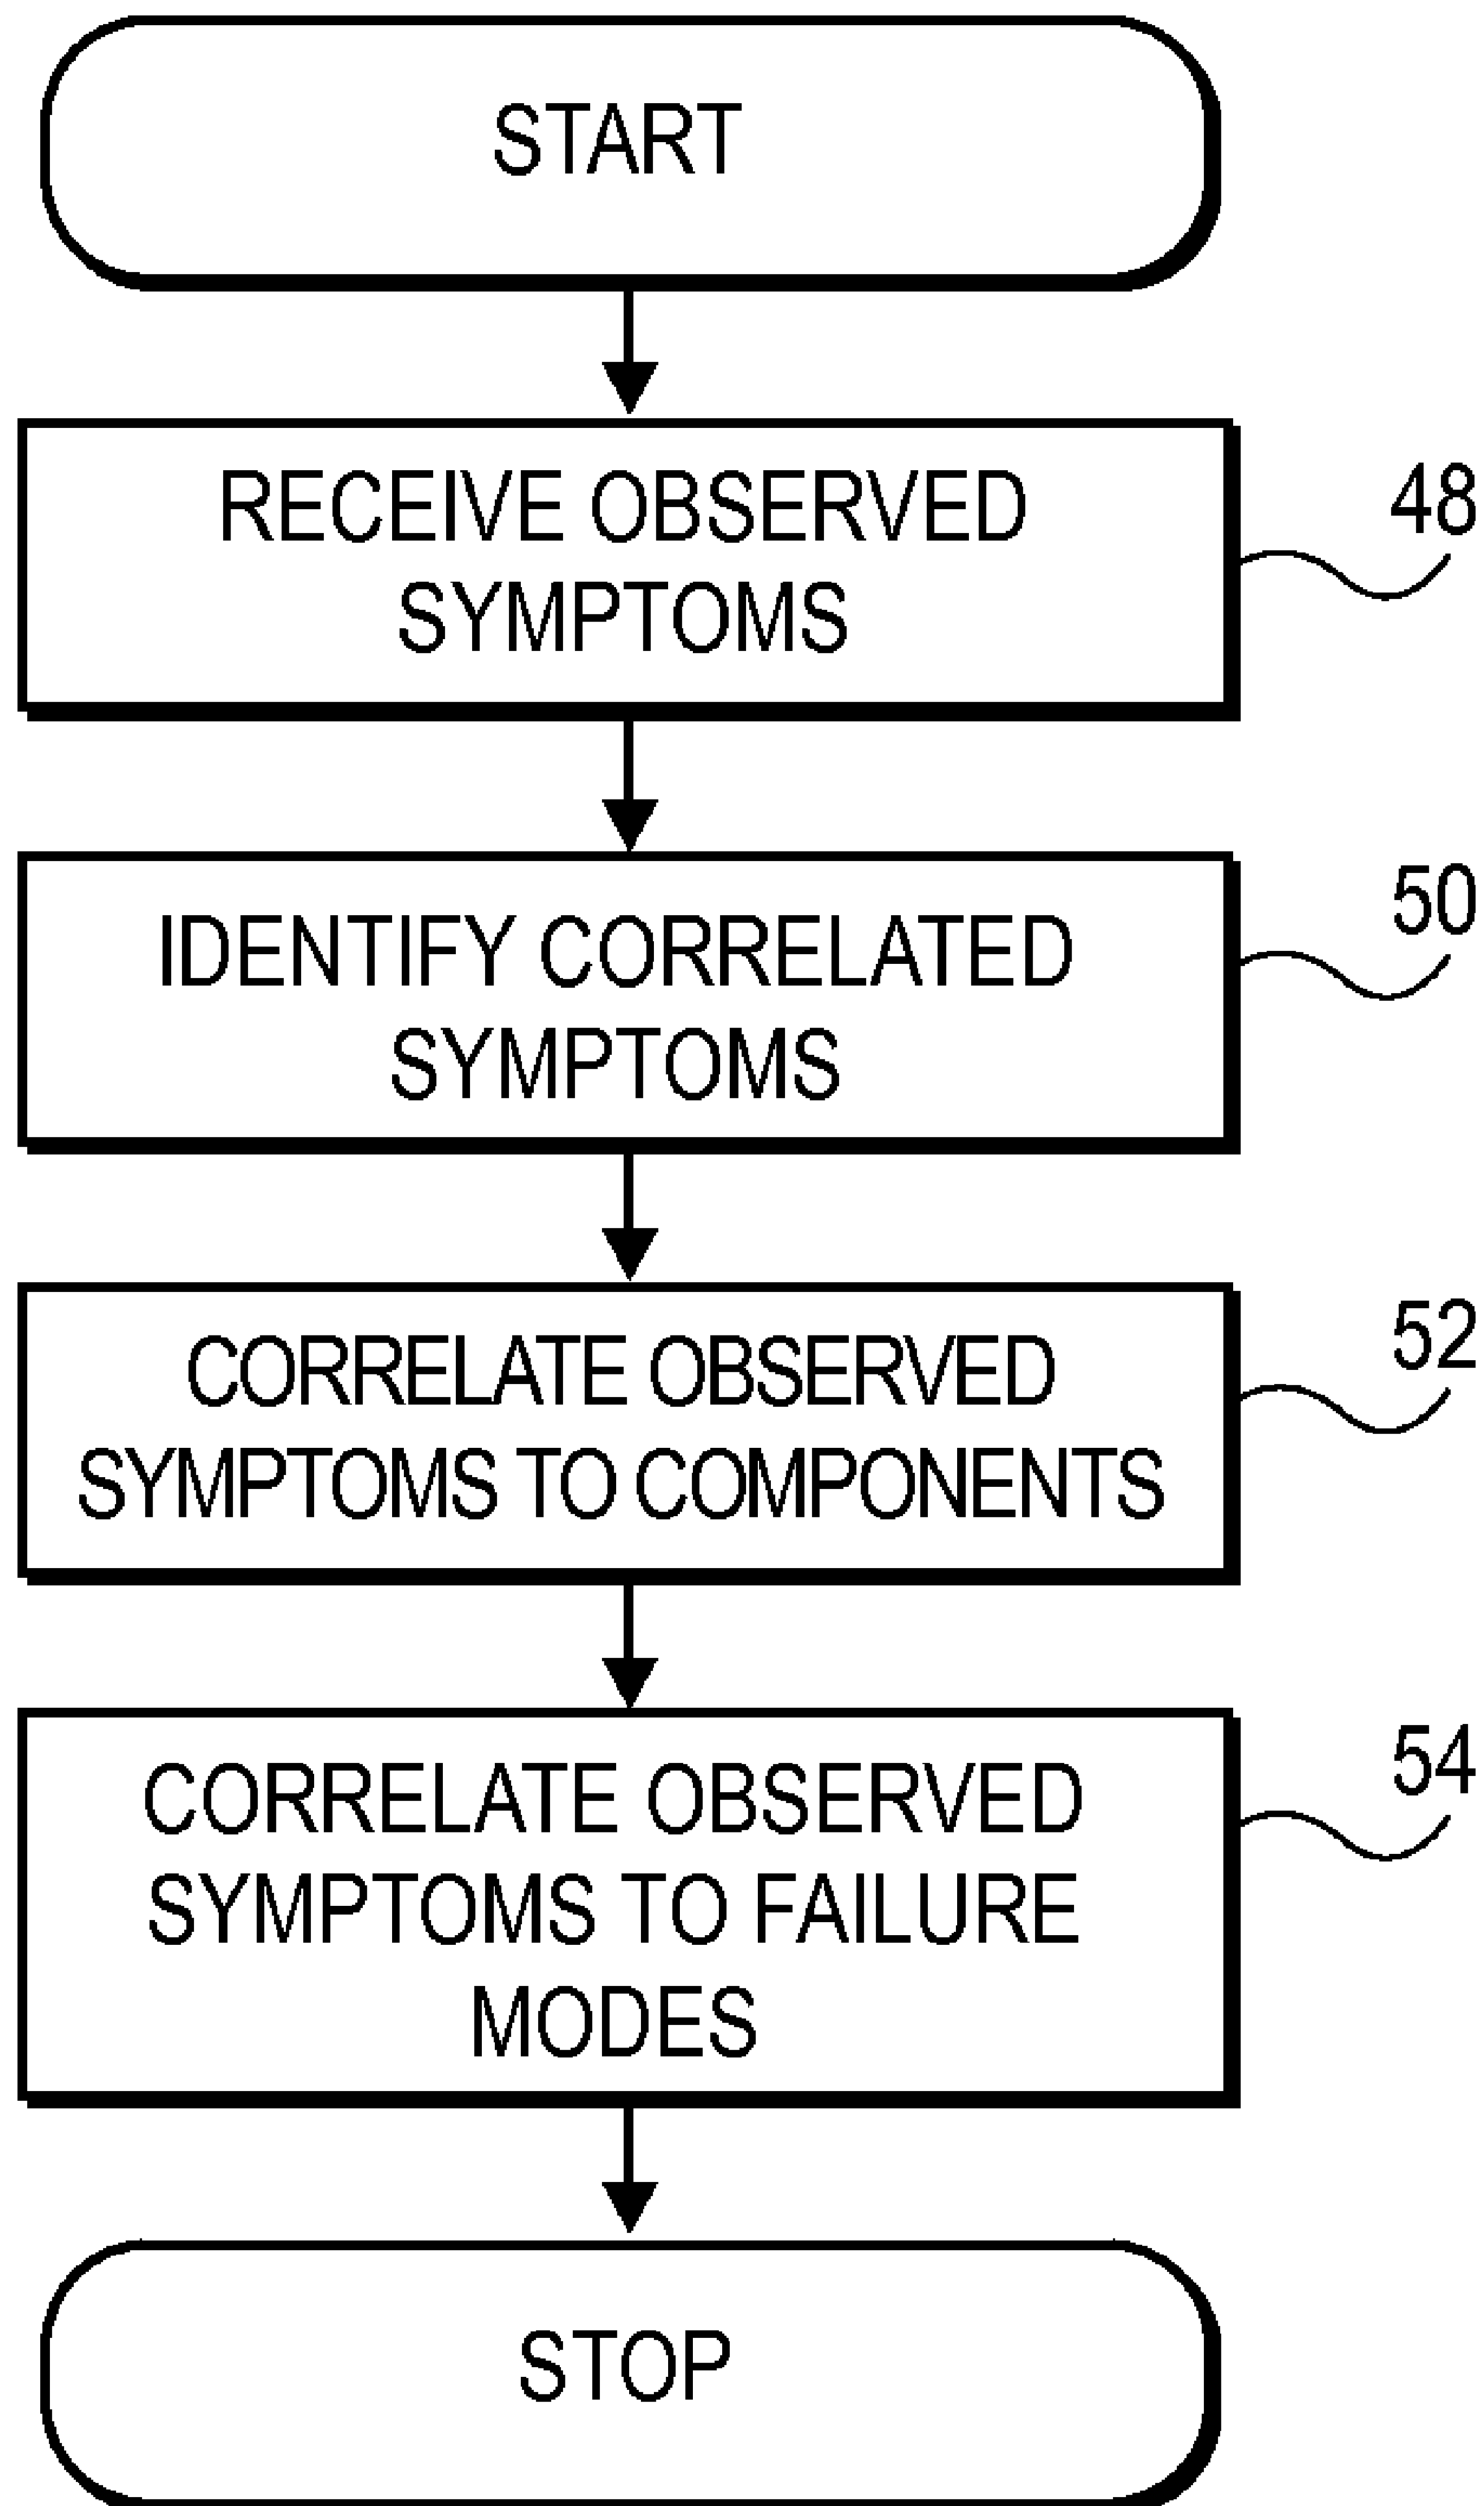 START
RECEIVE OBSERVED
SYMPTOMS
48
IDENTIFY CORRELATED
SYMPTOMS
50
CORRELATE OBSERVED
SYMPTOMS TO COMPONENTS
52
CORRELATE OBSERVED
SYMPTOMS TO FAILURE
MODES
54
STOP